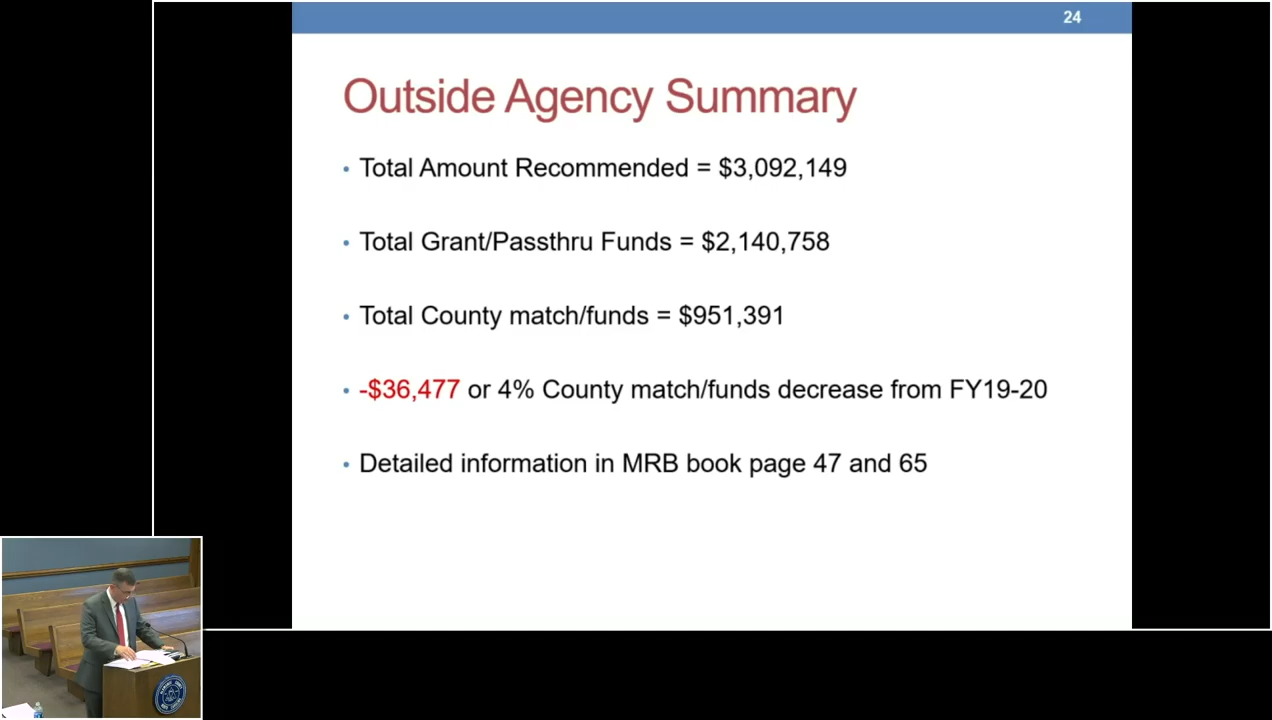 24
Outside Agency Summary
• Total Amount Recommended = $3,092,149
• Total Grant/Passthru Funds = $2,140,758
• Total County match/funds = $951,391
• -$36,477 or 4% County match/funds decrease from FY19-20
• Detailed information in MRB book page 47 and 65